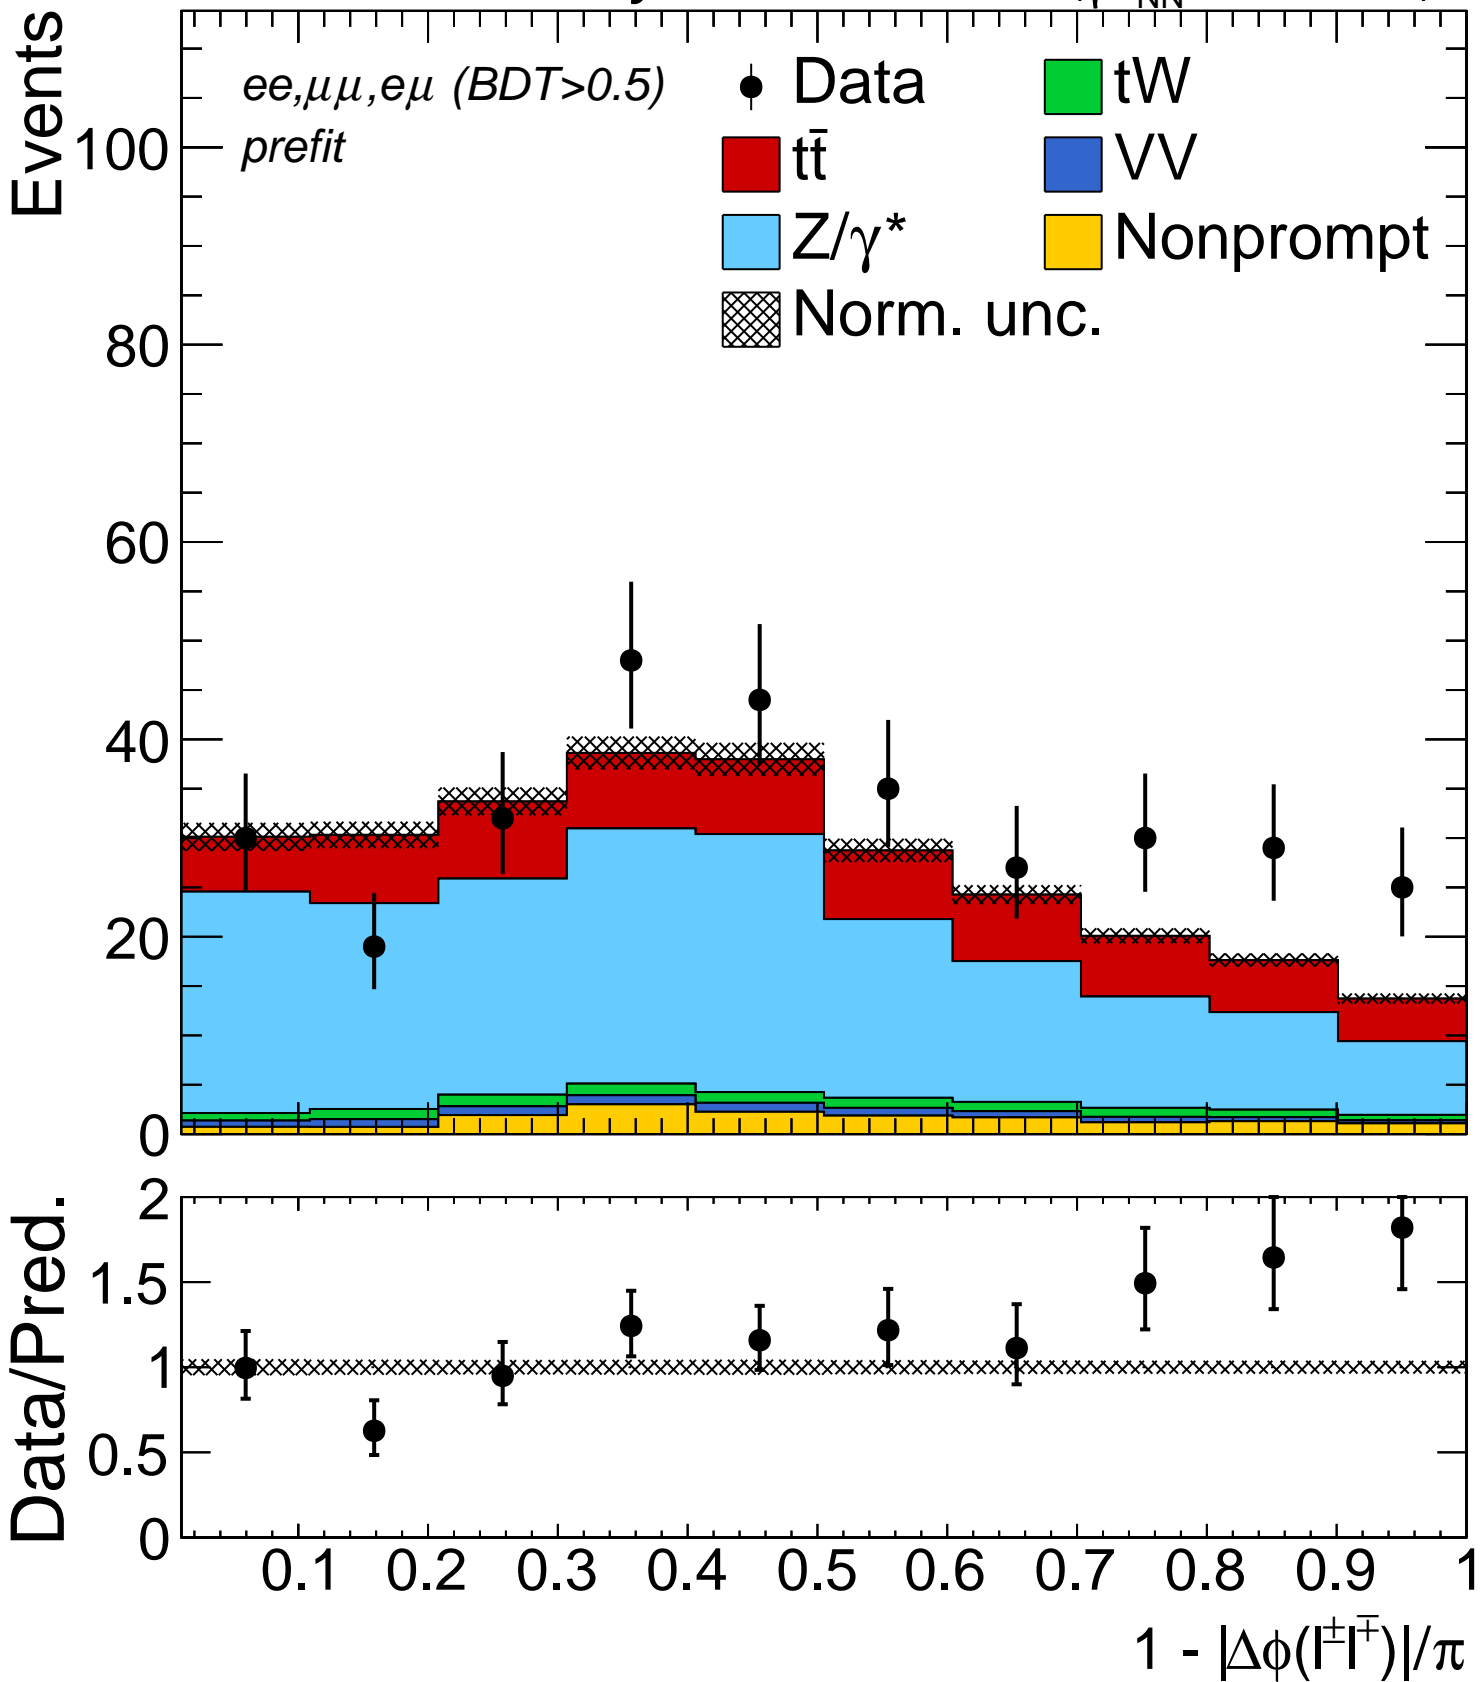 NN
Events
ee,μμ,eμ (BDT>0.5)
prefit
Data
tW
tt̄
VV
Z/γ*
Nonprompt
Norm. unc.
100
80
60
40
20
0
Data/Pred.
2
1.5
1
0.5
0
0.1 0.2 0.3 0.4 0.5 0.6 0.7 0.8 0.9 1
1 - |Δϕ(l±l∓)|/π